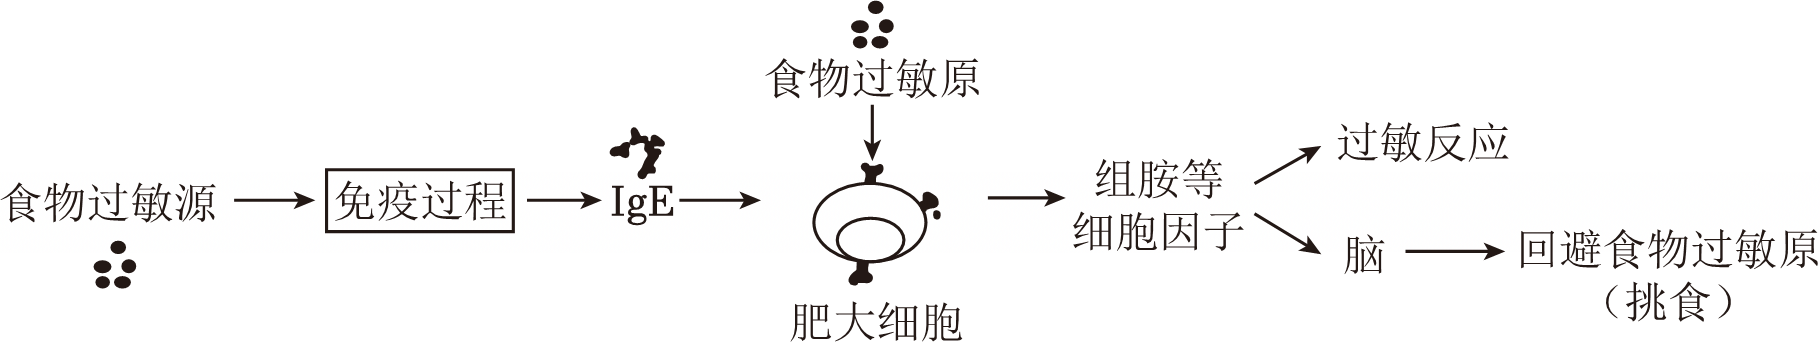 食物过敏原
食物过敏源
免疫过程
IgE
肥大细胞
组胺等
细胞因子
过敏反应
脑
回避食物过敏原
（挑食）